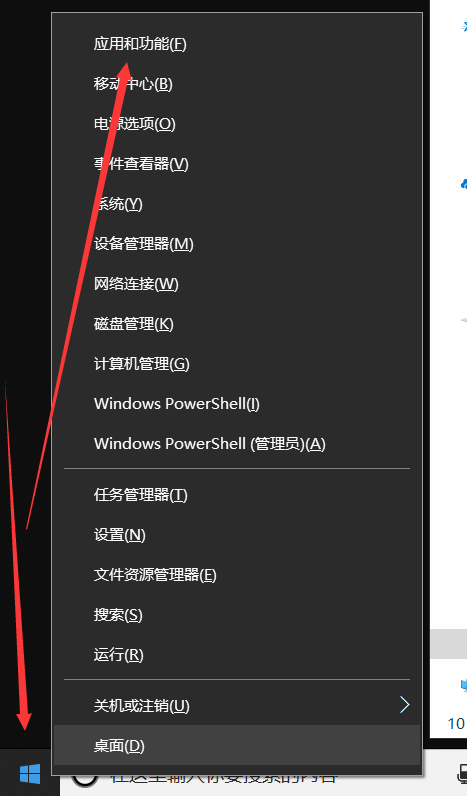 应用和功能(F)
移动中心(B)
电源选项(O)
事件查看器(V)
系统(Y)
设备管理器(M)
网络连接(W)
磁盘管理(K)
计算机管理(G)
Windows PowerShell(I)
Windows PowerShell (管理员)(A)
任务管理器(T)
设置(N)
文件资源管理器(E)
搜索(S)
运行(R)
关机或注销(U)
10
桌面(D)
在这里输入你要搜索的内容